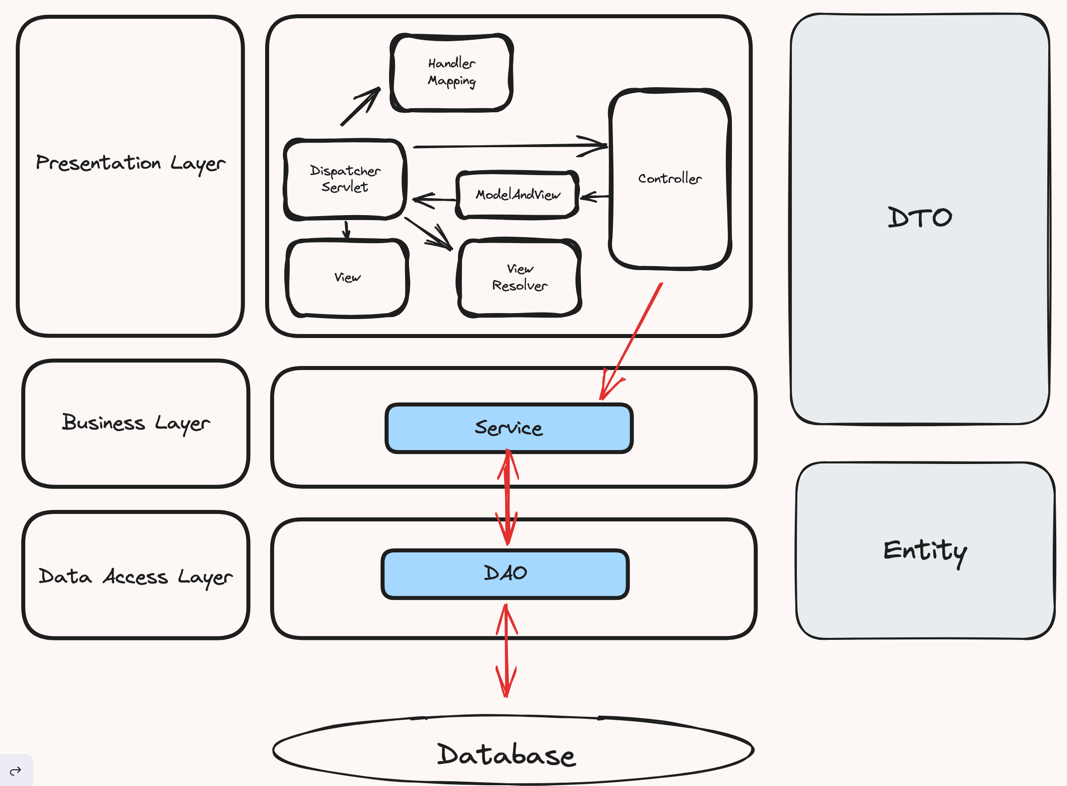 Presentation Layer
Handler
Mapping
Dispatcher
Servlet
ModelAndView
Controller
View
View
Resolver
DTO
Business Layer
Service
Data Access Layer
DAO
Entity
Database